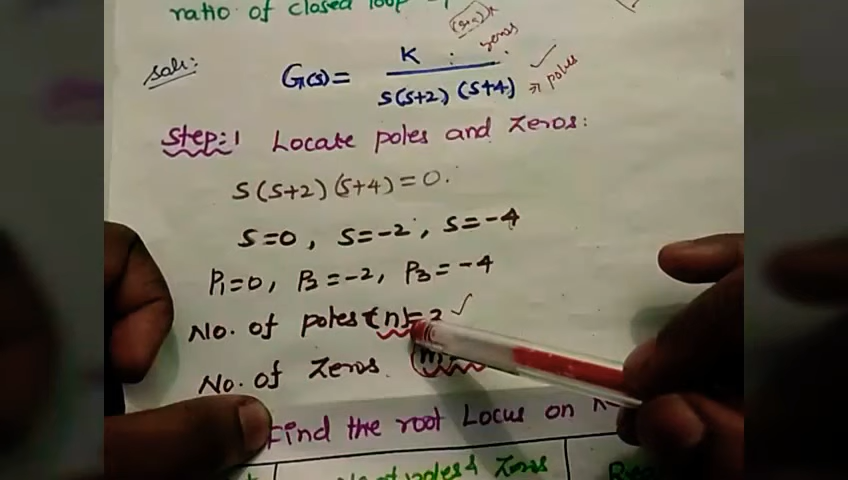 ratio of closed loop
Soln:
G(s)= K / s(s+2) (s+4)
zeros
=> poles
Step:1 Locate poles and zeros:
s(s+2)(s+4)=0.
s=0, s=-2, s=-4
P1=0, P2=-2, P3=-4
No. of poles (n)=3
No. of zeros (m)
Find the root Locus on
of poles & zeros